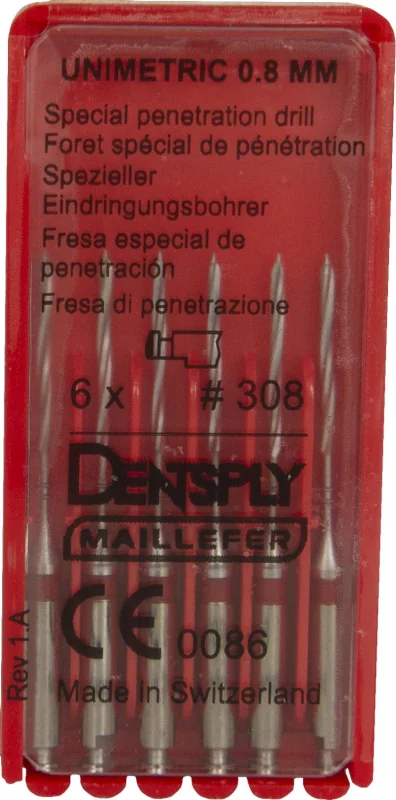 UNIMETRIC 0.8 MM
Special penetration drill
Foret spécial de pénétration
Spezieller
Eindringungsbohrer
Fresa especial de
penetración
Fresa di penetrazione
6 x # 308
DENTSPLY
MAILLEFER
CE 0086
Rev 1.A
Made In Switzerland